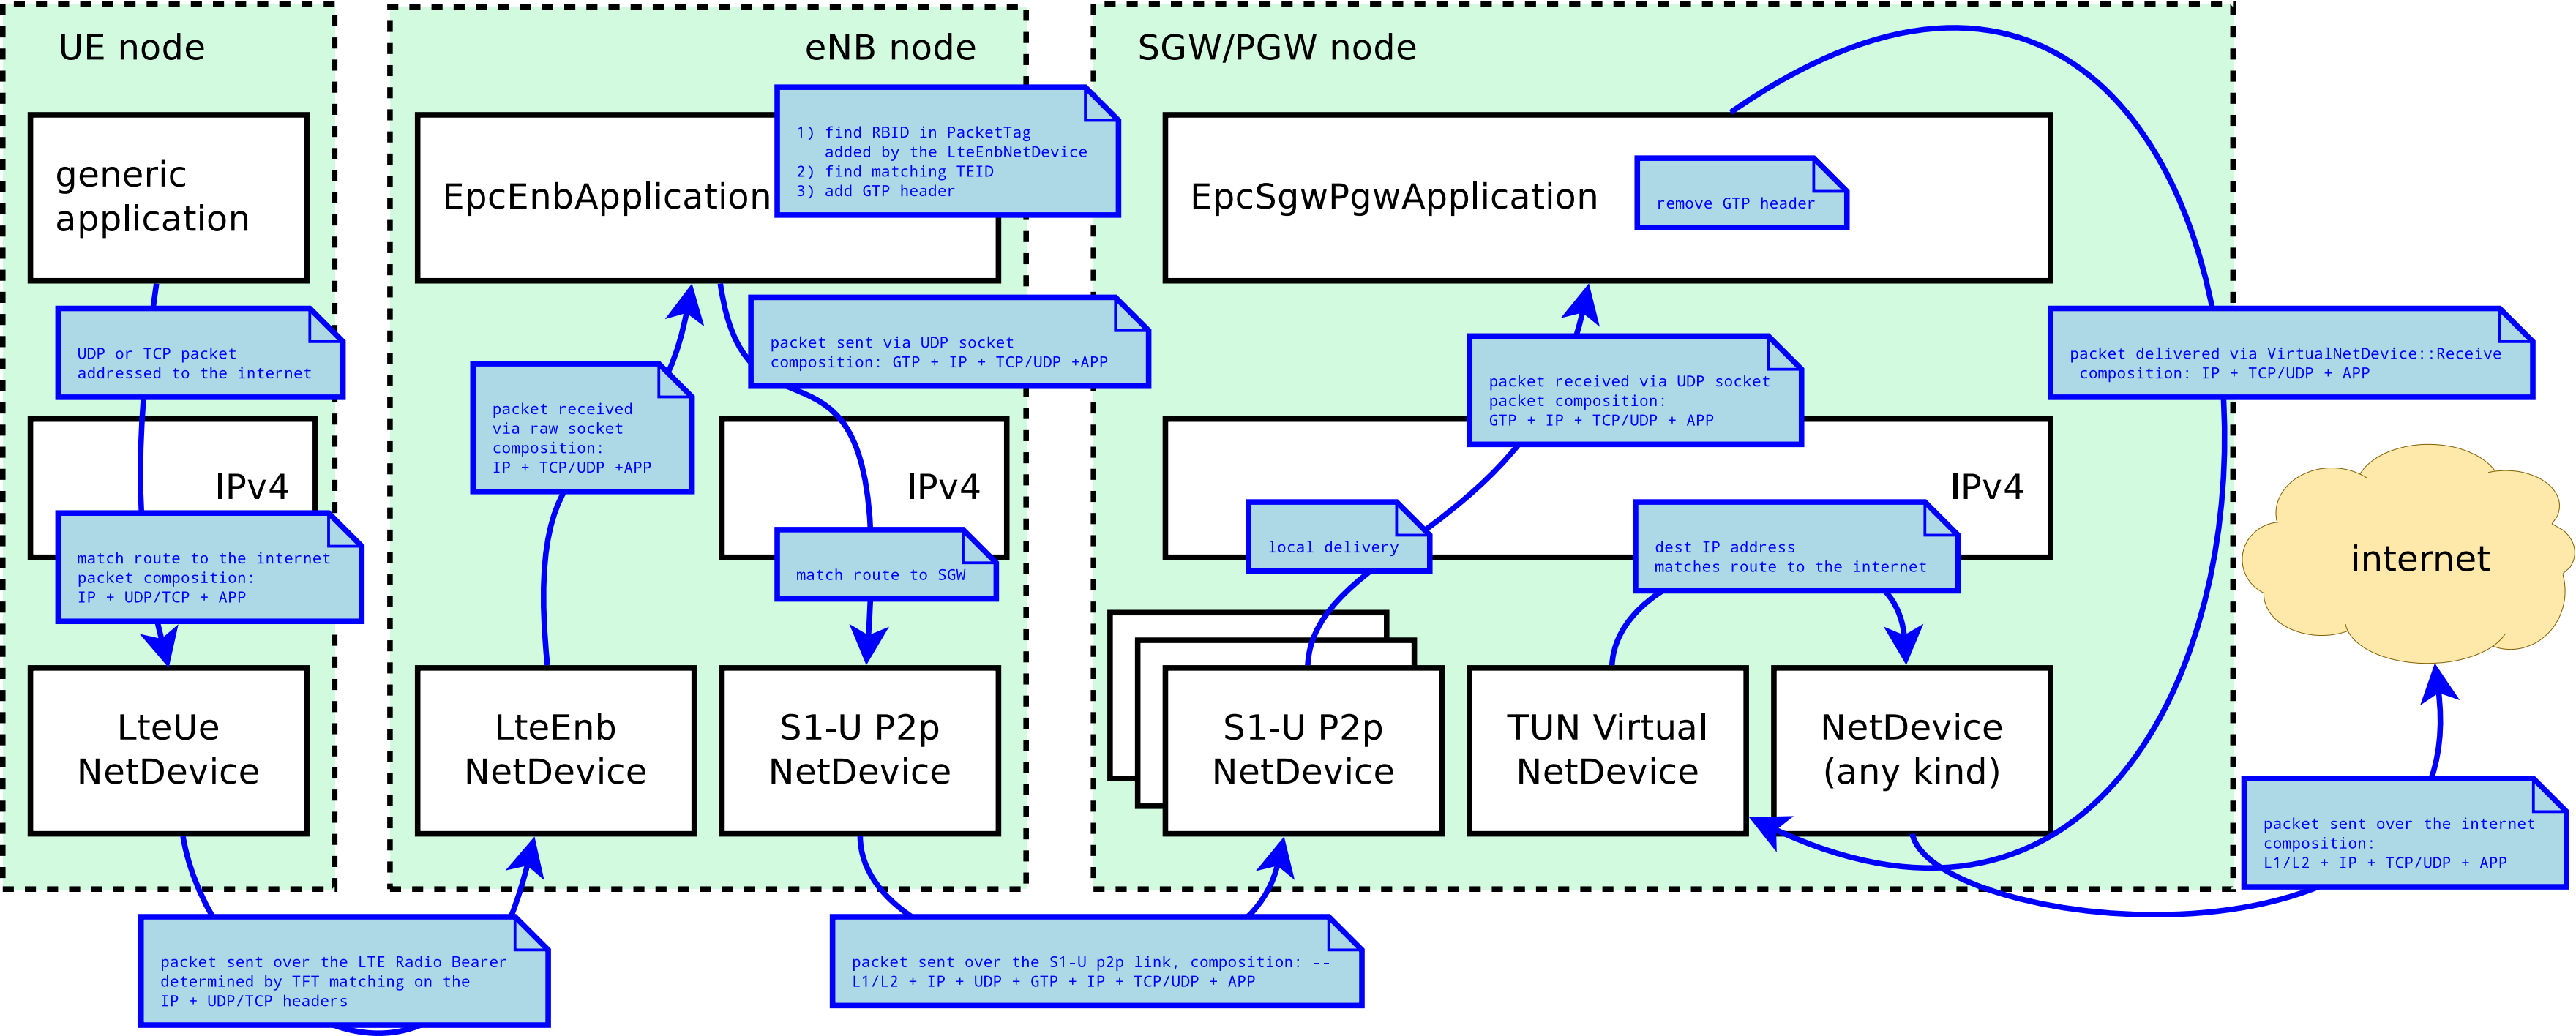 UE node
generic
application
UDP or TCP packet
addressed to the internet
IPv4
match route to the internet
packet composition:
IP + UDP/TCP + APP
LteUe
NetDevice
packet sent over the LTE Radio Bearer
determined by TFT matching on the
IP + UDP/TCP headers
eNB node
EpcEnbApplication
1) find RBID in PacketTag
added by the LteEnbNetDevice
2) find matching TEID
3) add GTP header
packet sent via UDP socket
composition: GTP + IP + TCP/UDP +APP
packet received
via raw socket
composition:
IP + TCP/UDP +APP
IPv4
match route to SGW
LteEnb
NetDevice
S1-U P2p
NetDevice
packet sent over the S1-U p2p link, composition: --
L1/L2 + IP + UDP + GTP + IP + TCP/UDP + APP
SGW/PGW node
EpcSgwPgwApplication
remove GTP header
packet received via UDP socket
packet composition:
GTP + IP + TCP/UDP + APP
IPv4
local delivery
dest IP address
matches route to the internet
S1-U P2p
NetDevice
TUN Virtual
NetDevice
NetDevice
(any kind)
packet delivered via VirtualNetDevice::Receive
composition: IP + TCP/UDP + APP
internet
packet sent over the internet
composition:
L1/L2 + IP + TCP/UDP + APP